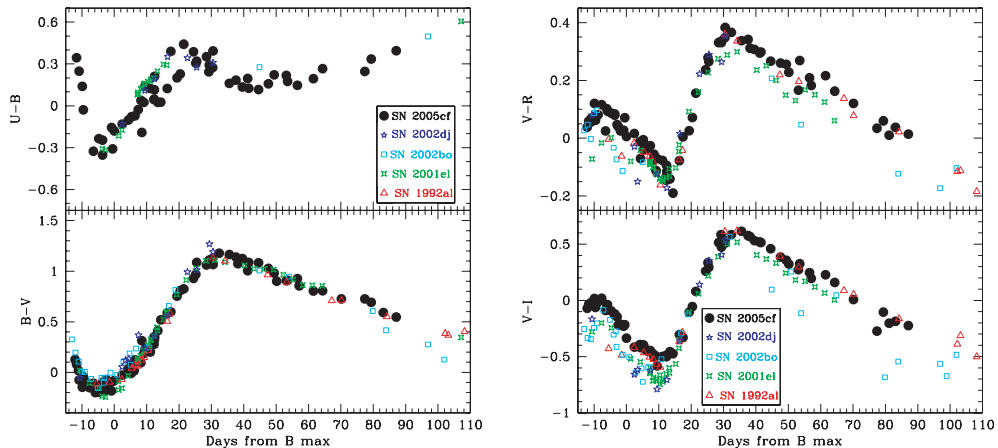 0.6
0.3
0
-0.3
-0.6
U-B
SN 2005cf
SN 2002dj
SN 2002bo
SN 2001el
SN 1992al
1.5
1
0.5
0
B-V
-10 0 10 20 30 40 50 60 70 80 90 100 110
Days from B max
0.4
0.2
0
-0.2
V-R
0.5
0
-0.5
-1
V-I
SN 2005cf
SN 2002dj
SN 2002bo
SN 2001el
SN 1992al
-10 0 10 20 30 40 50 60 70 80 90 100 110
Days from B max